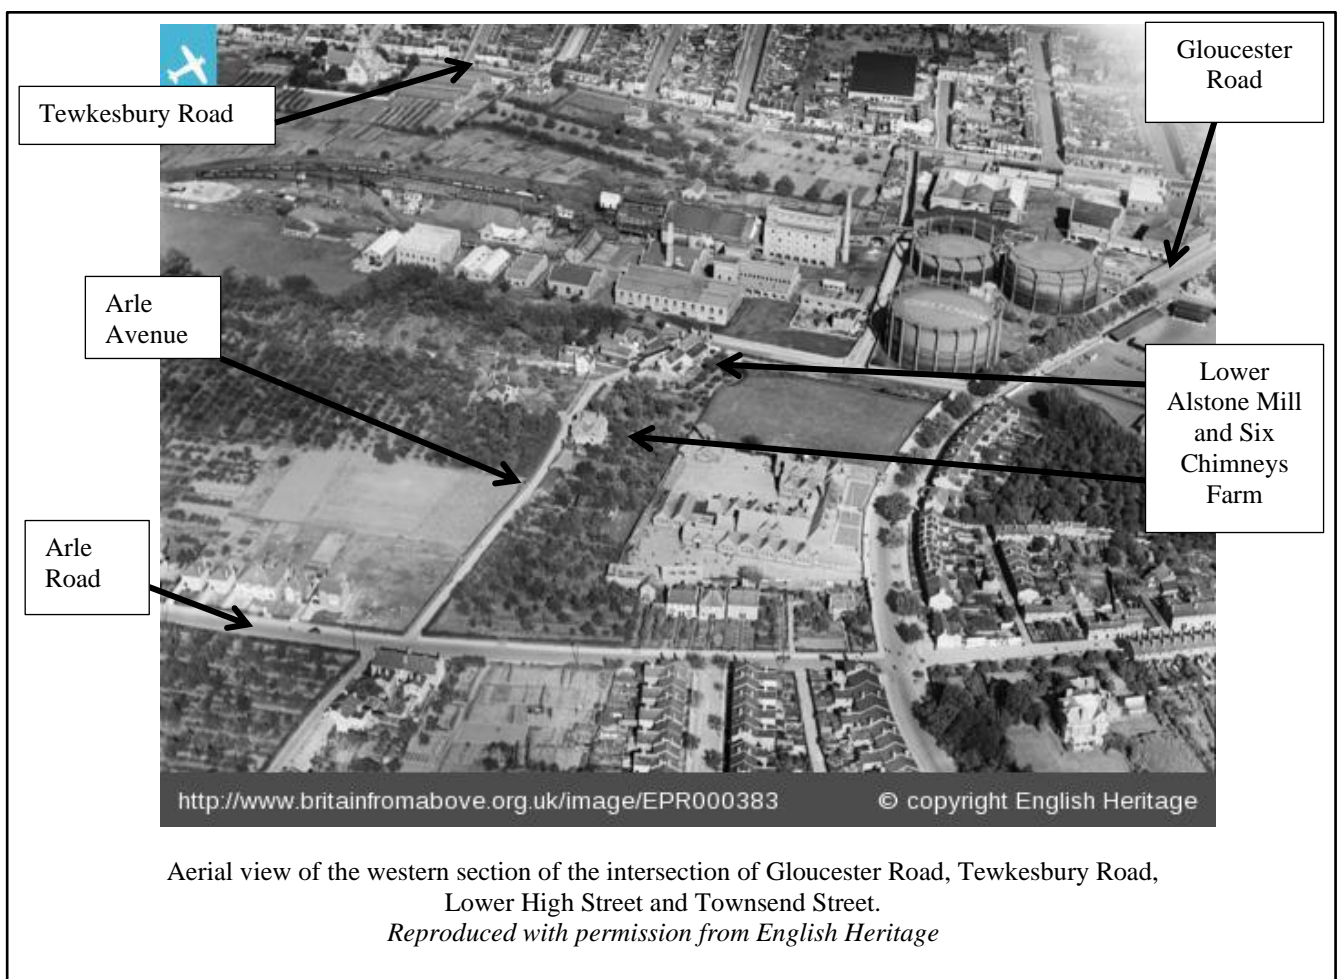 Gloucester
Road
Tewkesbury Road
Arle
Avenue
Lower
Alstone Mill
and Six
Chimneys
Farm
Arle
Road
http://www.britainfromabove.org.uk/image/EPR000383
© copyright English Heritage
Aerial view of the western section of the intersection of Gloucester Road, Tewkesbury Road,
Lower High Street and Townsend Street.
Reproduced with permission from English Heritage